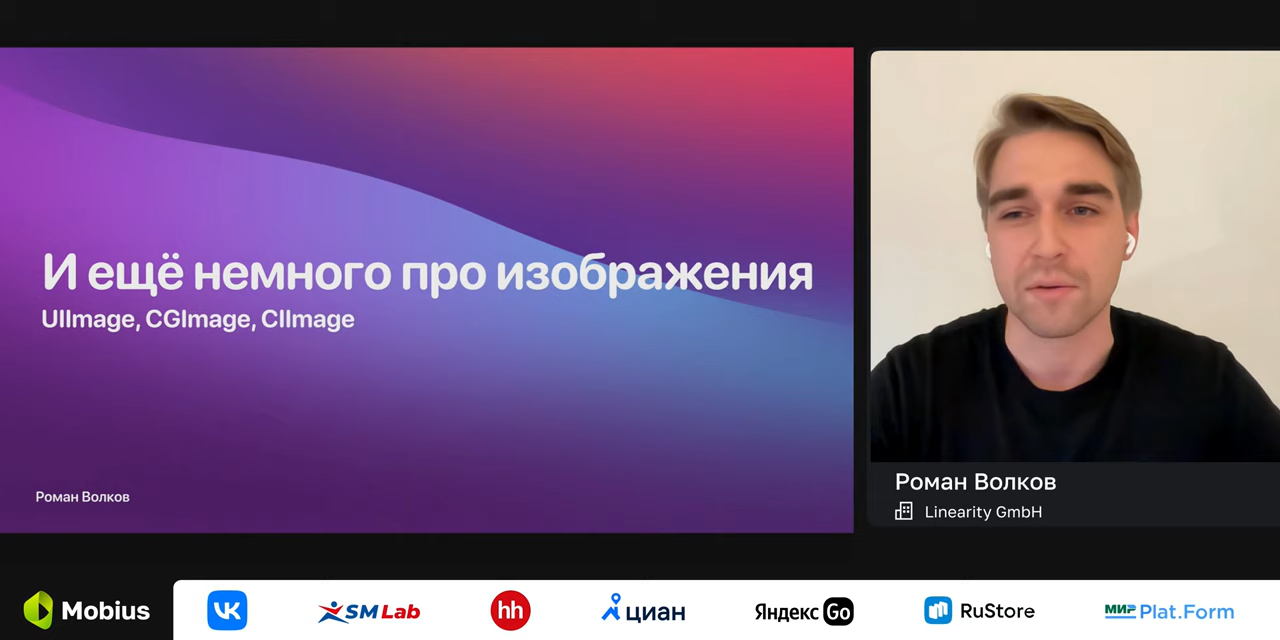 И ещё немного про изображения
UIImage, CGImage, CIImage
Роман Волков
Роман Волков
Linearity GmbH
Mobius
VK
SM Lab
hh
циан
Яндекс Go
RuStore
МИР Plat.Form